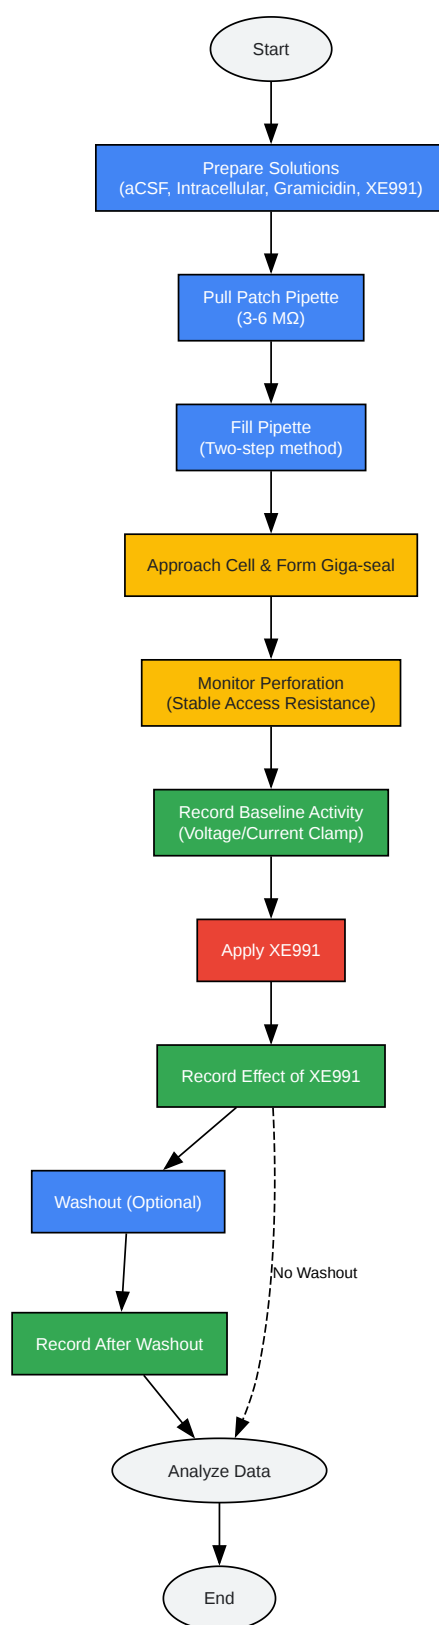 Start
Prepare Solutions
(aCSF, Intracellular, Gramicidin, XE991)
Pull Patch Pipette
(3-6 MΩ)
Fill Pipette
(Two-step method)
Approach Cell & Form Giga-seal
Monitor Perforation
(Stable Access Resistance)
Record Baseline Activity
(Voltage/Current Clamp)
Apply XE991
Record Effect of XE991
Washout (Optional)
No Washout
Record After Washout
Analyze Data
End